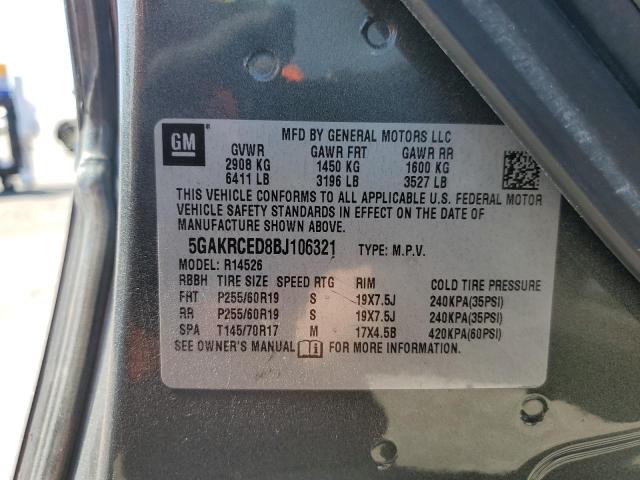 GM
MFD BY GENERAL MOTORS LLC
GVWR GAWR FRT GAWR RR
2908 KG 1450 KG 1600 KG
6411 LB 3196 LB 3527 LB
THIS VEHICLE CONFORMS TO ALL APPLICABLE U.S. FEDERAL MOTOR
VEHICLE SAFETY STANDARDS IN EFFECT ON THE DATE OF
MANUFACTURE SHOWN ABOVE.
5GAKRCED8BJ106321 TYPE: M.P.V.
MODEL: R14526
RBBH TIRE SIZE SPEED RTG RIM COLD TIRE PRESSURE
FRT P255/60R19 S 19X7.5J 240KPA(35PSI)
RR P255/60R19 S 19X7.5J 240KPA(35PSI)
SPA T145/70R17 M 17X4.5B 420KPA(60PSI)
SEE OWNER'S MANUAL FOR MORE INFORMATION.